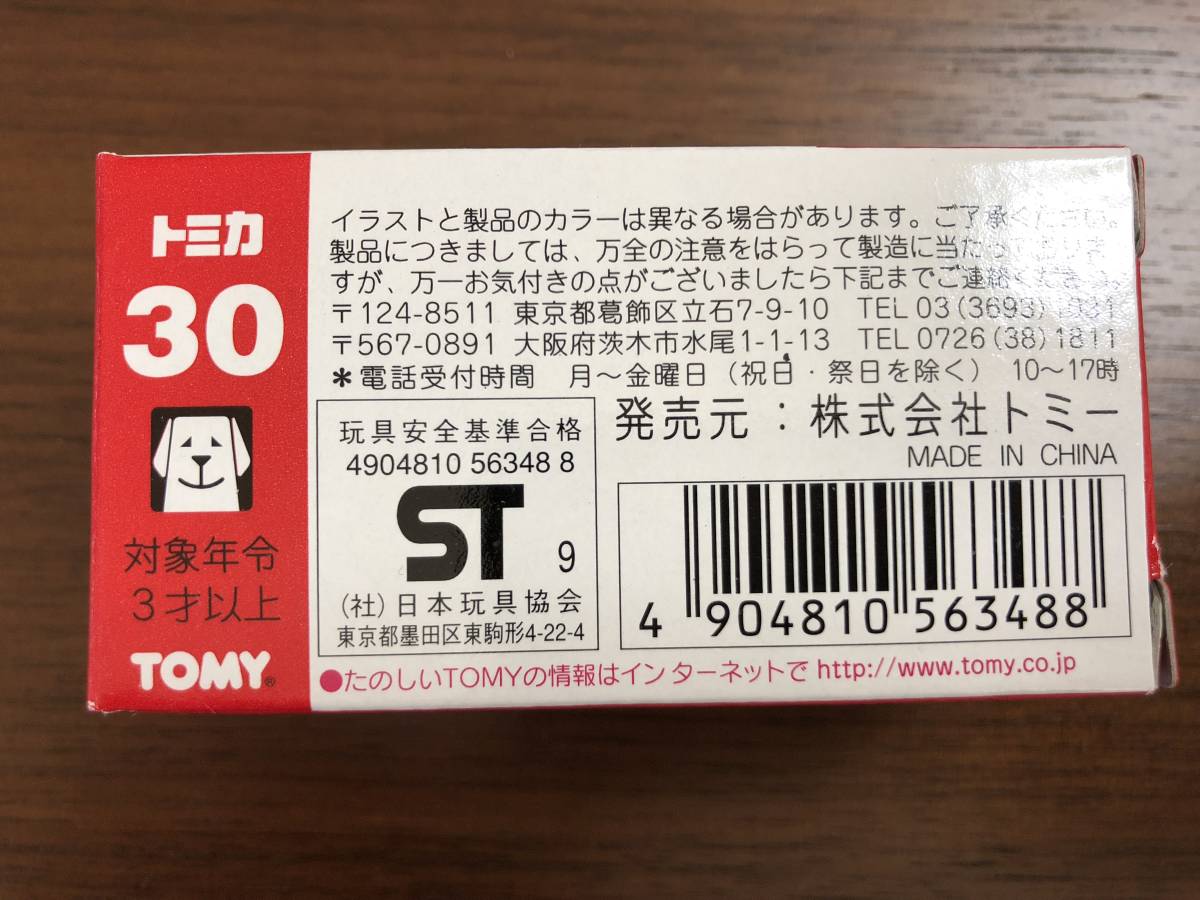 トミカ
30
対象年令
3才以上
TOMY®
イラストと製品のカラーは異なる場合があります。ご了承ください。
製品につきましては、万全の注意をはらって製造に当たっておりま
すが、万一お気付きの点がございましたら下記までご連絡ください。
〒124-8511 東京都葛飾区立石7-9-10 TEL 03(3693)1031
〒567-0891 大阪府茨木市水尾1-1-13 TEL 0726(38)1811
*電話受付時間 月〜金曜日(祝日・祭日を除く) 10〜17時
玩具安全基準合格
4904810 56348 8
ST 9
(社)日本玩具協会
東京都墨田区東駒形4-22-4
発売元:株式会社トミー
MADE IN CHINA
4 904810 563488
●たのしいTOMYの情報はインターネットで http://www.tomy.co.jp